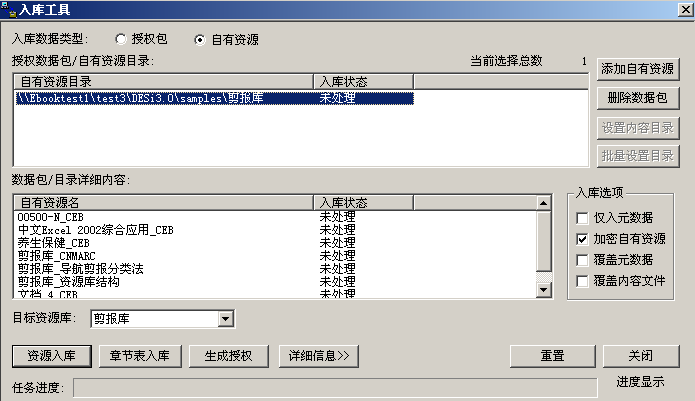 入库工具
入库数据类型: 授权包 自有资源
授权数据包/自有资源目录: 当前选择总数 1
自有资源目录 入库状态
\\Ebooktest1\test3\DESi3.0\samples\剪报库 未处理
添加自有资源
删除数据包
设置内容目录
批量设置目录
数据包/目录详细内容:
自有资源名 入库状态
00500-N_CEB 未处理
中文Excel 2002综合应用_CEB 未处理
养生保健_CEB 未处理
剪报库_CNMARC 未处理
剪报库_导航剪报分类法 未处理
剪报库_资源库结构 未处理
文档_4_CEB 未处理
入库选项
仅入元数据
加密自有资源
覆盖元数据
覆盖内容文件
目标资源库: 剪报库
资源入库 章节表入库 生成授权 详细信息>> 重置 关闭
任务进度: 进度显示